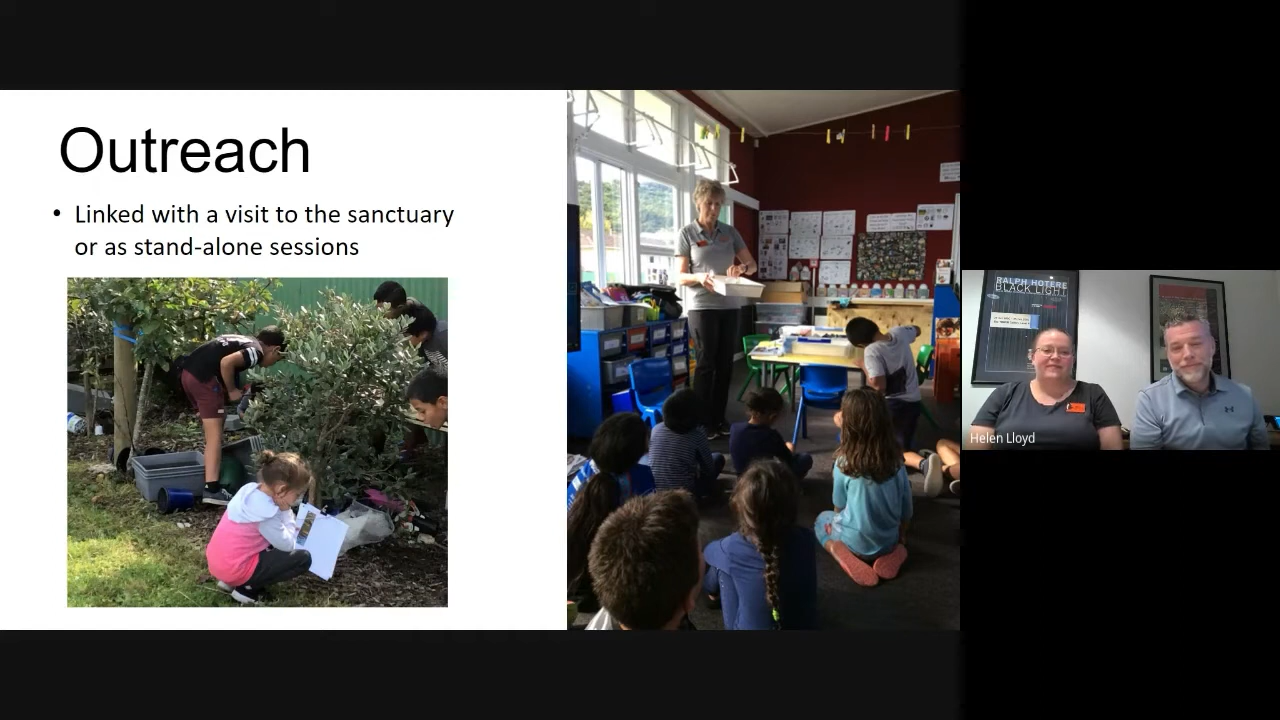 Outreach
• Linked with a visit to the sanctuary
or as stand-alone sessions
RALPH HOTERE
BLACK LIGHT
Helen Lloyd